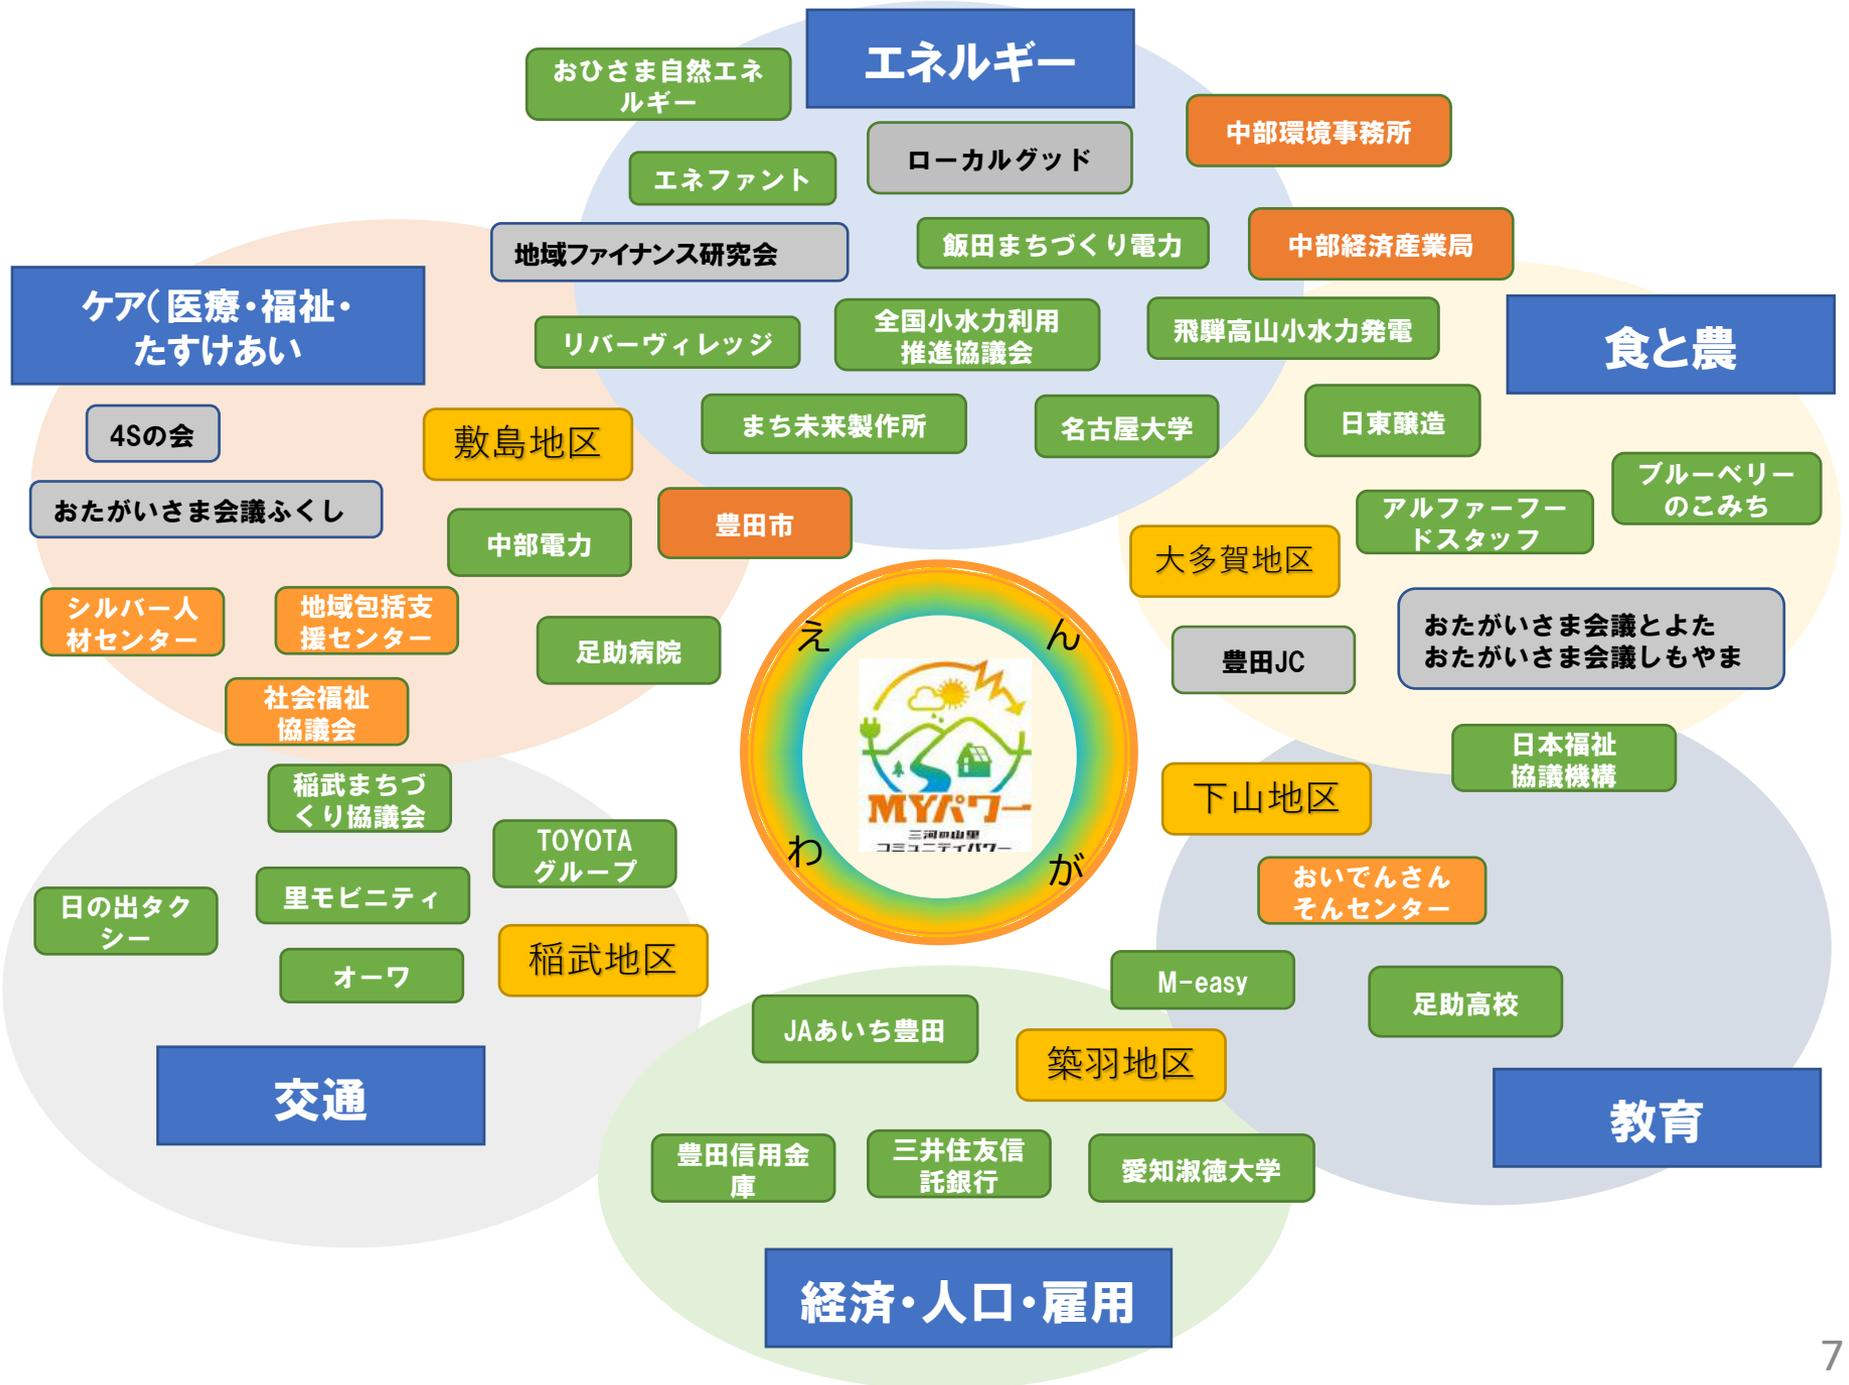 エネルギー
おひさま自然エネ
ルギー
ローカルグッド
中部環境事務所
エネファント
地域ファイナンス研究会
飯田まちづくり電力
中部経済産業局
ケア(医療・福祉・
たすけあい
リバーヴィレッジ
全国小水力利用
推進協議会
飛騨高山小水力発電
食と農
4Sの会
敷島地区
まち未来製作所
名古屋大学
日東醸造
ブルーベリー
のこみち
おたがいさま会議ふくし
中部電力
豊田市
大多賀地区
アルファーフー
ドスタッフ
シルバー人
材センター
地域包括支
援センター
足助病院
豊田JC
おたがいさま会議とよた
おたがいさま会議しもやま
社会福祉
協議会
え
ん
が
わ
MYパワー
三河の山里
コミュニティパワー
日本福祉
協議機構
稲武まちづ
くり協議会
TOYOTA
グループ
下山地区
おいでんさん
そんセンター
日の出タク
シー
里モビニティ
オーワ
稲武地区
M-easy
足助高校
JAあいち豊田
築羽地区
交通
教育
豊田信用金
庫
三井住友信
託銀行
愛知淑徳大学
経済・人口・雇用
7